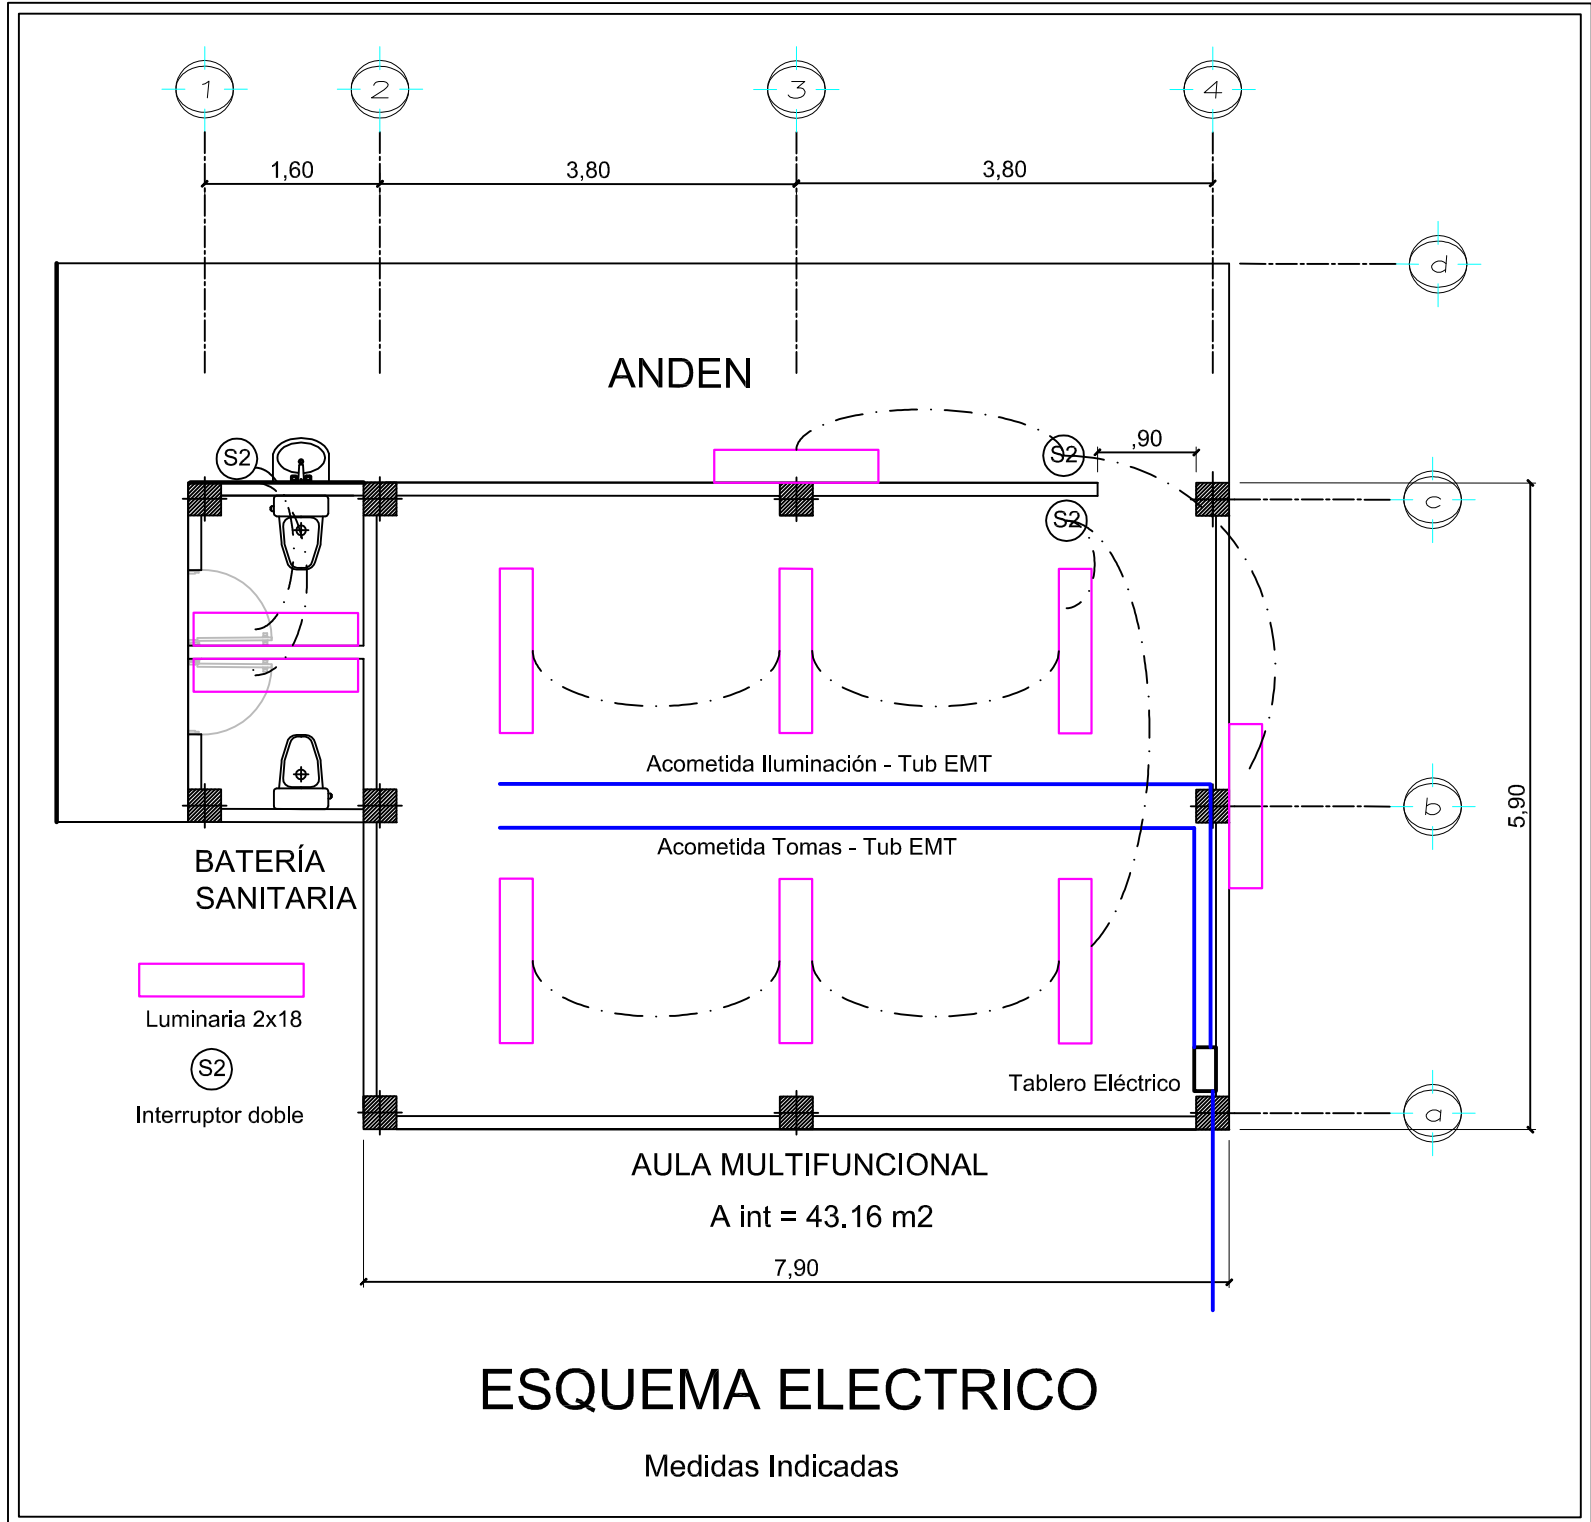 1
2
3
4
1,60
3,80
3,80
d
ANDEN
S2
S2
,90
c
S2
Acometida Iluminación - Tub EMT
b
5,90
Acometida Tomas - Tub EMT
BATERÍA
SANITARIA
Luminaria 2x18
S2
Tablero Eléctrico
Interruptor doble
a
AULA MULTIFUNCIONAL
A int = 43.16 m2
7,90
ESQUEMA ELECTRICO
Medidas Indicadas